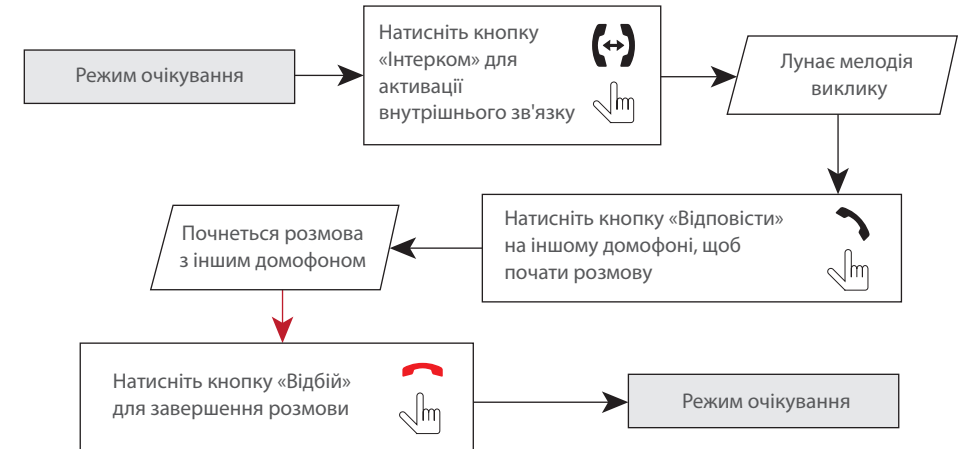 Режим очікування
Натисніть кнопку
«Інтерком» для
активації
внутрішнього зв'язку
Лунає мелодія
виклику
Натисніть кнопку «Відповісти»
на іншому домофоні, щоб
почати розмову
Почнеться розмова
з іншим домофоном
Натисніть кнопку «Відбій»
для завершення розмови
Режим очікування